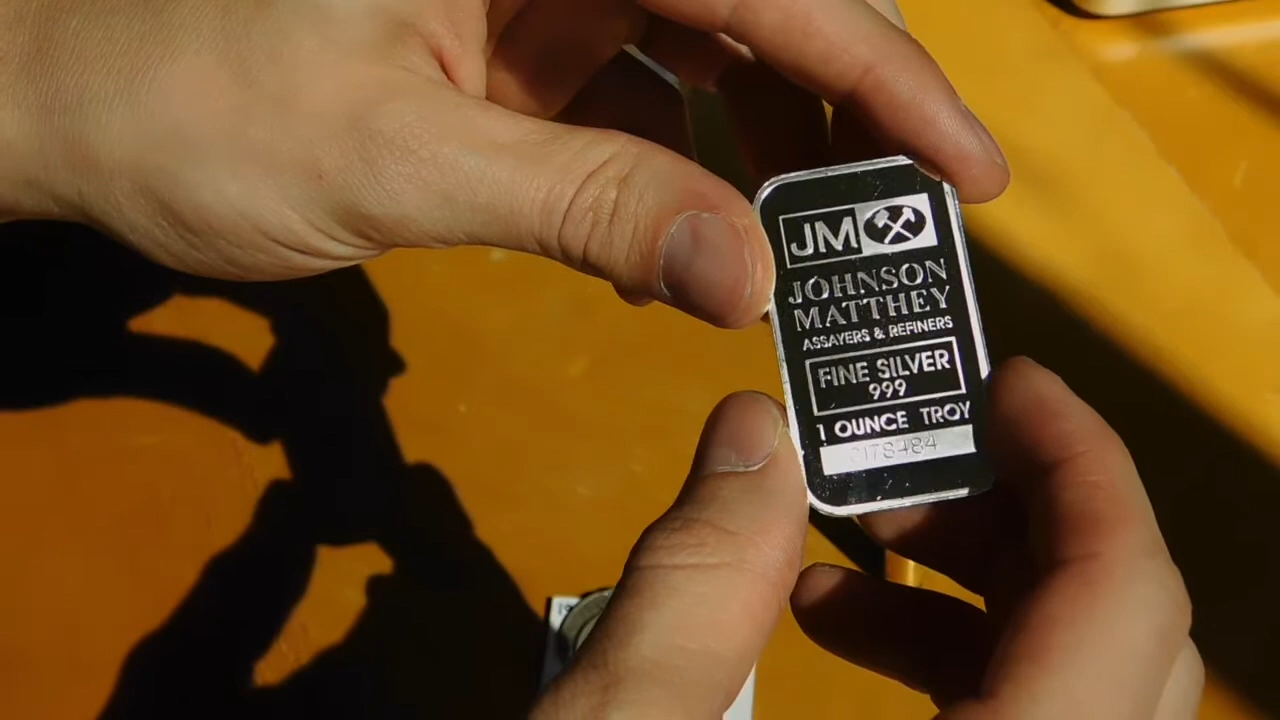 JM
JOHNSON
MATTHEY
ASSAYERS & REFINERS
FINE SILVER
999
1 OUNCE TROY